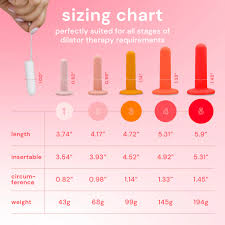 sizing chart
perfectly suited for all stages of
dilator therapy requirements
1 2 3 4 5
length 3.74" 4.17" 4.72" 5.31" 5.9"
insertable 3.54" 3.93" 4.52" 4.92" 5.31"
circum-
ference 0.82" 0.98" 1.14" 1.33" 1.45"
weight 43g 68g 99g 145g 194g